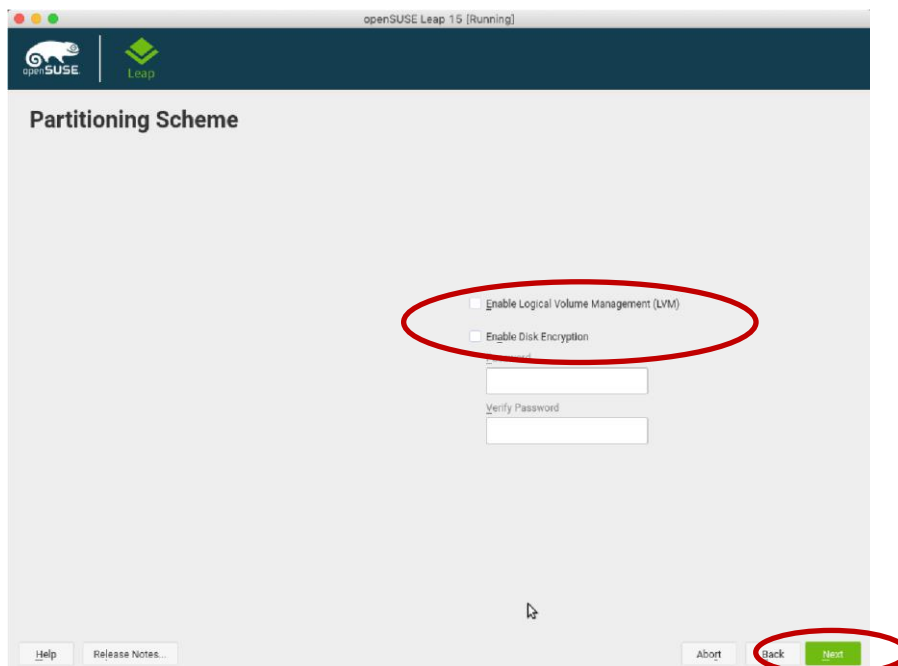 openSUSE Leap 15 [Running]
openSUSE
Leap
Partitioning Scheme
Enable Logical Volume Management (LVM)
Enable Disk Encryption
Password
Verify Password
Help
Release Notes...
Abort
Back
Next